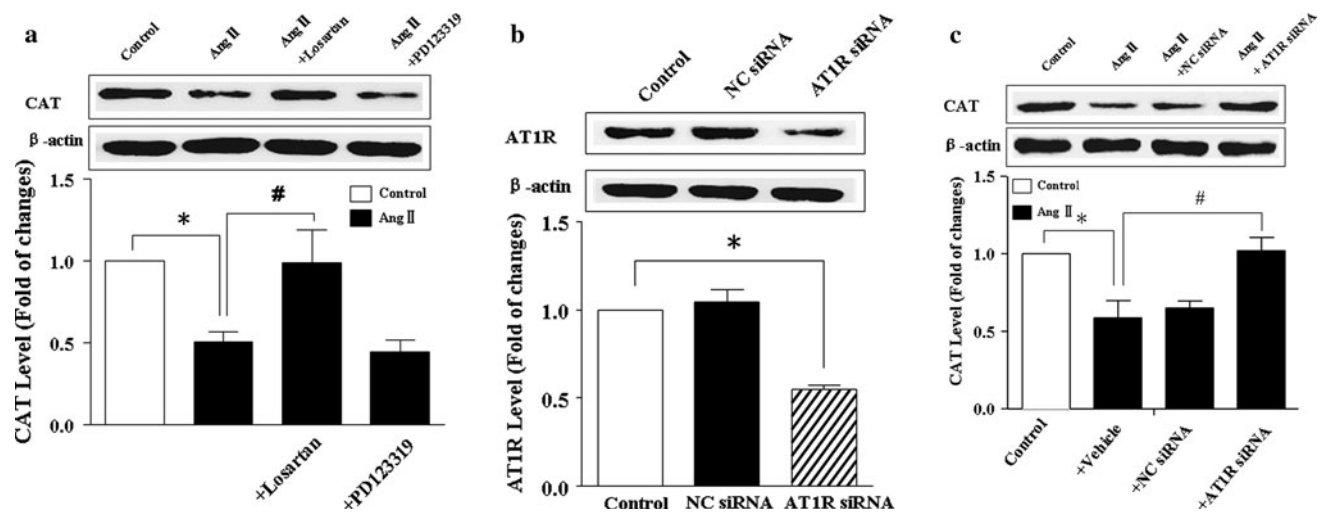 a
Control
Ang Ⅱ
Ang Ⅱ
+Losartan
Ang Ⅱ
+PD123319
CAT
β-actin
CAT Level (Fold of changes)
1.5
1.0
0.5
0.0
Control
Ang Ⅱ
*
#
+Losartan
+PD123319
b
Control
NC siRNA
AT1R siRNA
AT1R
β-actin
AT1R Level (Fold of changes)
1.5
1.0
0.5
0.0
*
Control
NC siRNA
AT1R siRNA
c
Control
Ang Ⅱ
Ang Ⅱ
+NC siRNA
Ang Ⅱ
+AT1R siRNA
CAT
β-actin
CAT Level (Fold of changes)
1.5
1.0
0.5
0.0
Control
Ang Ⅱ
*
#
Control
+Vehicle
+NC siRNA
+AT1R siRNA